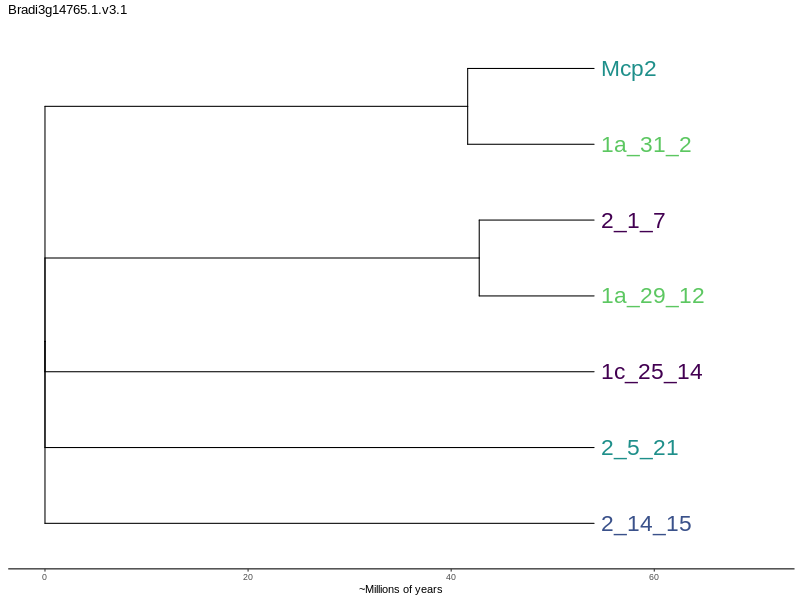 Bradi3g14765.1.v3.1
Mcp2
1a_31_2
2_1_7
1a_29_12
1c_25_14
2_5_21
2_14_15
0 20 40 60
~Millions of years